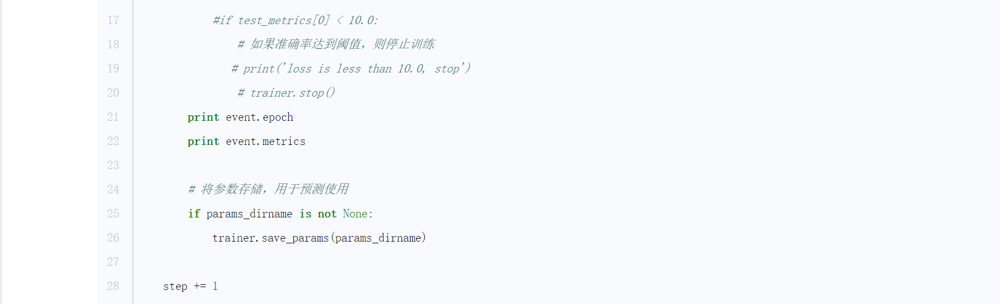 17 #if test_metrics[0] < 10.0:
18 # 如果准确率达到阈值，则停止训练
19 # print('loss is less than 10.0, stop')
20 # trainer.stop()
21 print event.epoch
22 print event.metrics
23
24 # 将参数存储，用于预测使用
25 if params_dirname is not None:
26 trainer.save_params(params_dirname)
27
28 step += 1